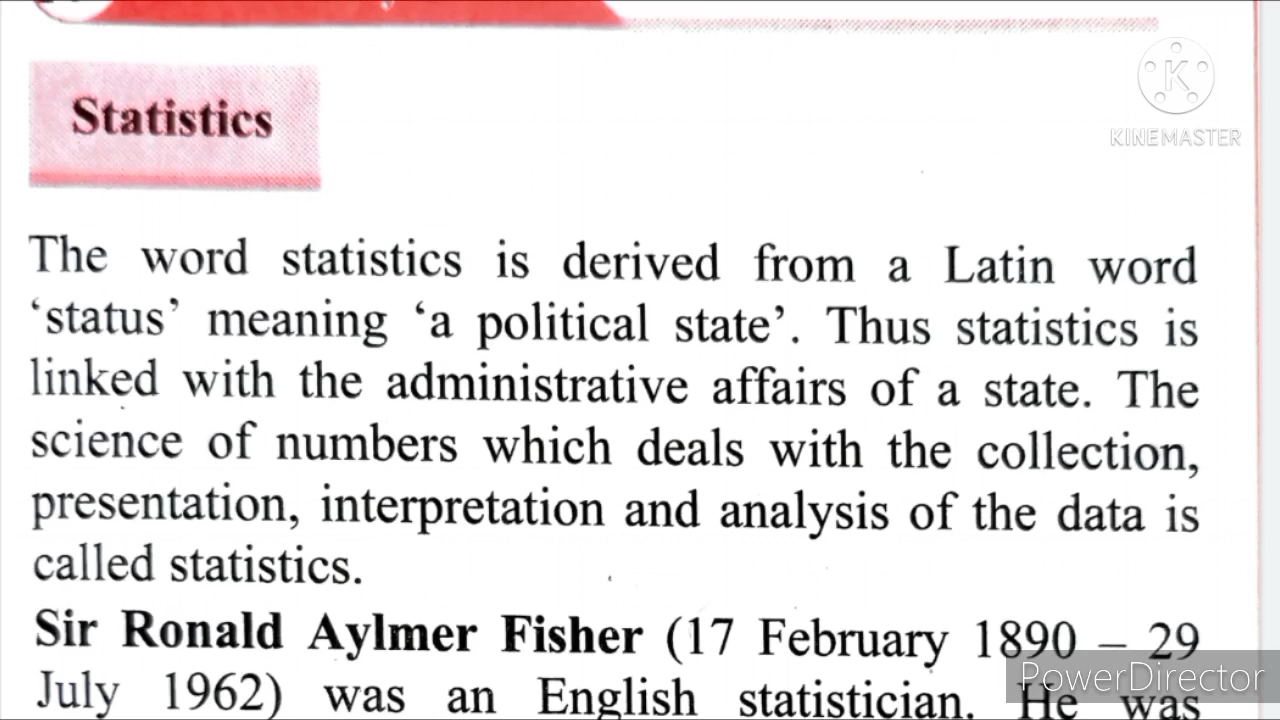 Statistics
K
KINEMASTER
The word statistics is derived from a Latin word
‘status’ meaning ‘a political state’. Thus statistics is
linked with the administrative affairs of a state. The
science of numbers which deals with the collection,
presentation, interpretation and analysis of the data is
called statistics.
Sir Ronald Aylmer Fisher (17 February 1890 – 29
July 1962) was an English statistician. He was
PowerDirector